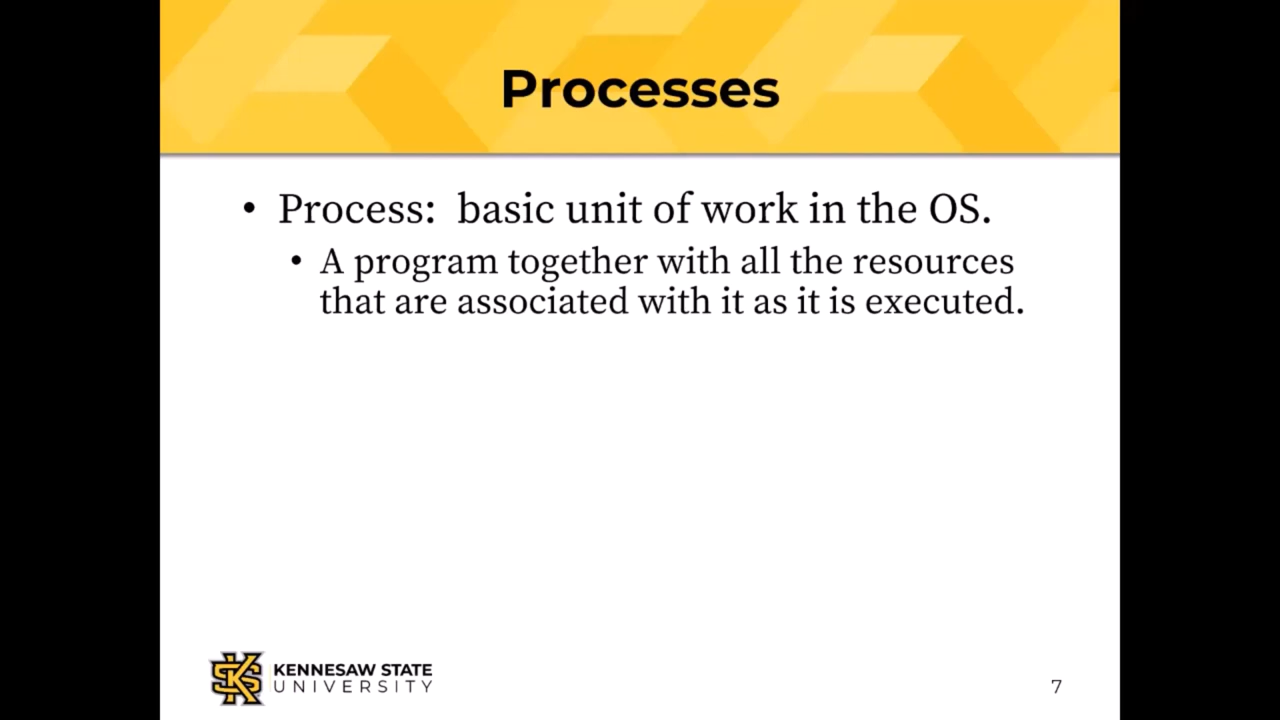 Processes
• Process:  basic unit of work in the OS.
• A program together with all the resources
that are associated with it as it is executed.
KENNESAW STATE
UNIVERSITY
7